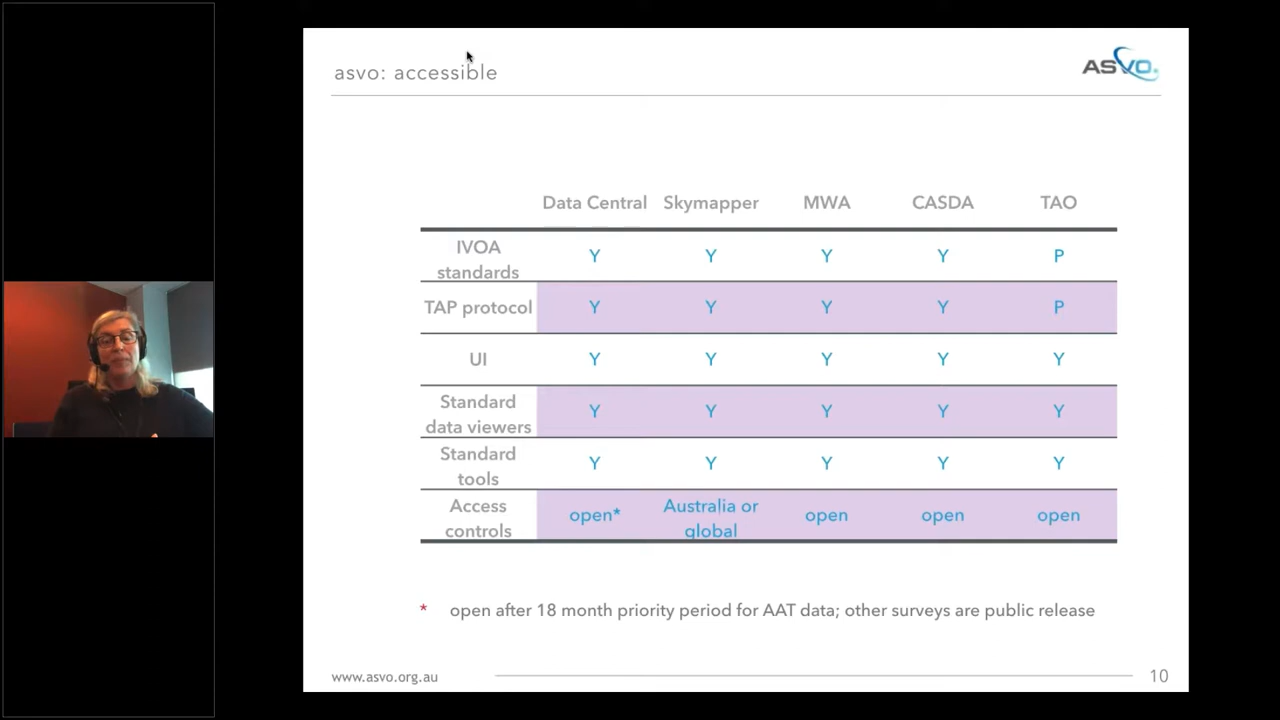 asvo: accessible
ASVO
Data Central Skymapper MWA CASDA TAO
IVOA
standards
Y Y Y Y P
TAP protocol Y Y Y Y P
UI Y Y Y Y Y
Standard
data viewers
Y Y Y Y Y
Standard
tools
Y Y Y Y Y
Access
controls
open*
Australia or
global
open open open
* open after 18 month priority period for AAT data; other surveys are public release
www.asvo.org.au
10